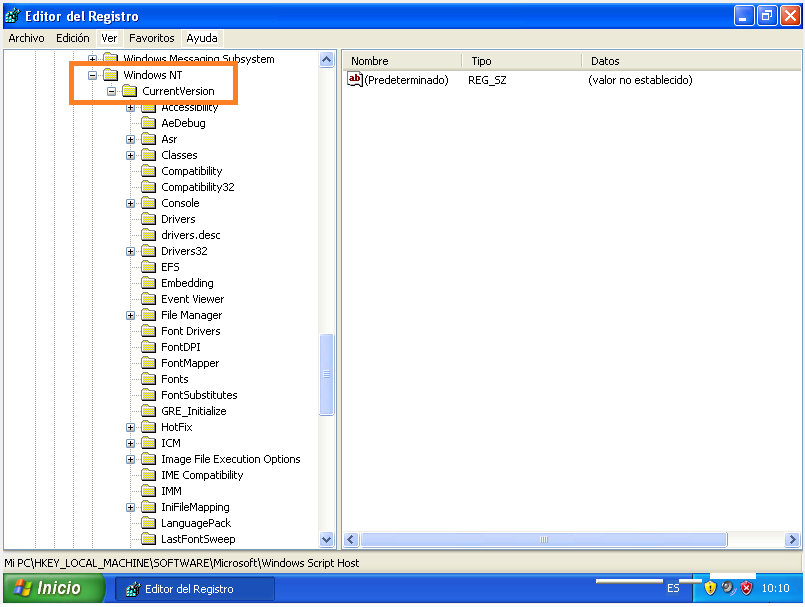 Editor del Registro
Archivo Edición Ver Favoritos Ayuda
Windows Messaging Subsystem
Windows NT
CurrentVersion
Accessibility
AeDebug
Asr
Classes
Compatibility
Compatibility32
Console
Drivers
drivers.desc
Drivers32
EFS
Embedding
Event Viewer
File Manager
Font Drivers
FontDPI
FontMapper
Fonts
FontSubstitutes
GRE_Initialize
HotFix
ICM
Image File Execution Options
IME Compatibility
IMM
IniFileMapping
LanguagePack
LastFontSweep
Nombre Tipo Datos
ab (Predeterminado) REG_SZ (valor no establecido)
Mi PC\HKEY_LOCAL_MACHINE\SOFTWARE\Microsoft\Windows Script Host
Inicio Editor del Registro ES 10:10